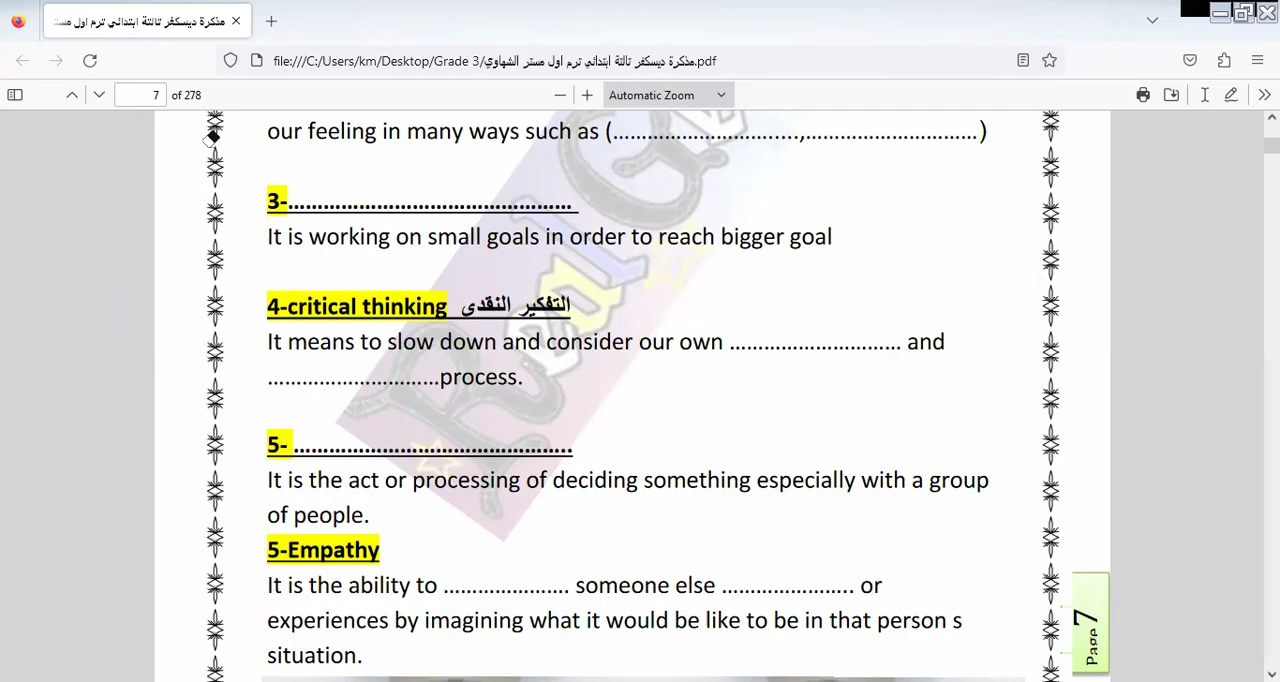 مذكرة ديسكفر تالتة ابتدائي ترم اول مستر
file:///C:/Users/km/Desktop/Grade 3/مذكرة ديسكفر تالتة ابتدائي ترم اول مستر الشهاوي.pdf
7 of 278
Automatic Zoom
our feeling in many ways such as (.............................,............................)
3-.............................................
It is working on small goals in order to reach bigger goal
4-critical thinking التفكير النقدى
It means to slow down and consider our own ............................ and
............................process.
5- .............................................
It is the act or processing of deciding something especially with a group
of people.
5-Empathy
It is the ability to .................... someone else ..................... or
experiences by imagining what it would be like to be in that person s
situation.
Page 7